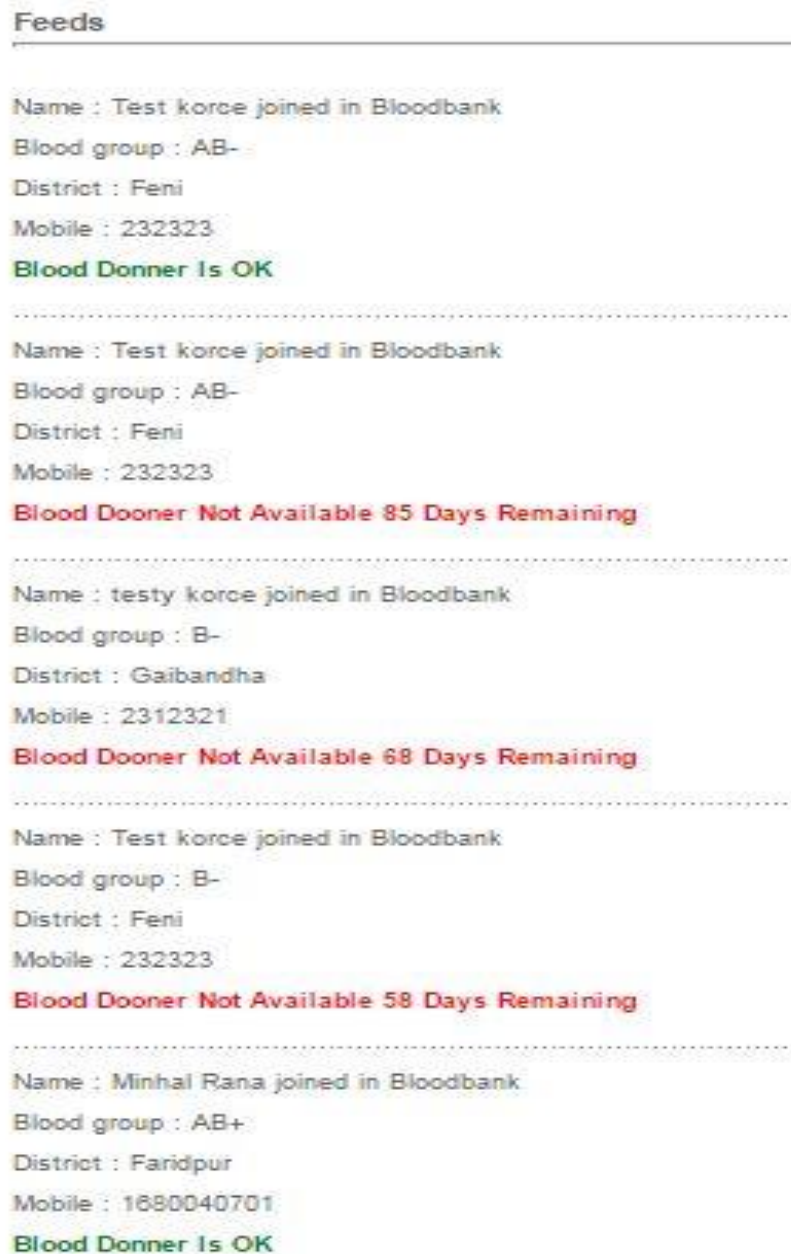 Feeds
Name : Test korce joined in Bloodbank
Blood group : AB-
District : Feni
Mobile : 232323
Blood Donner Is OK
Name : Test korce joined in Bloodbank
Blood group : AB-
District : Feni
Mobile : 232323
Blood Dooner Not Available 85 Days Remaining
Name : testy korce joined in Bloodbank
Blood group : B-
District : Gaibandha
Mobile : 2312321
Blood Dooner Not Available 68 Days Remaining
Name : Test korce joined in Bloodbank
Blood group : B-
District : Feni
Mobile : 232323
Blood Dooner Not Available 58 Days Remaining
Name : Minhal Rana joined in Bloodbank
Blood group : AB+
District : Faridpur
Mobile : 1680040701
Blood Donner Is OK